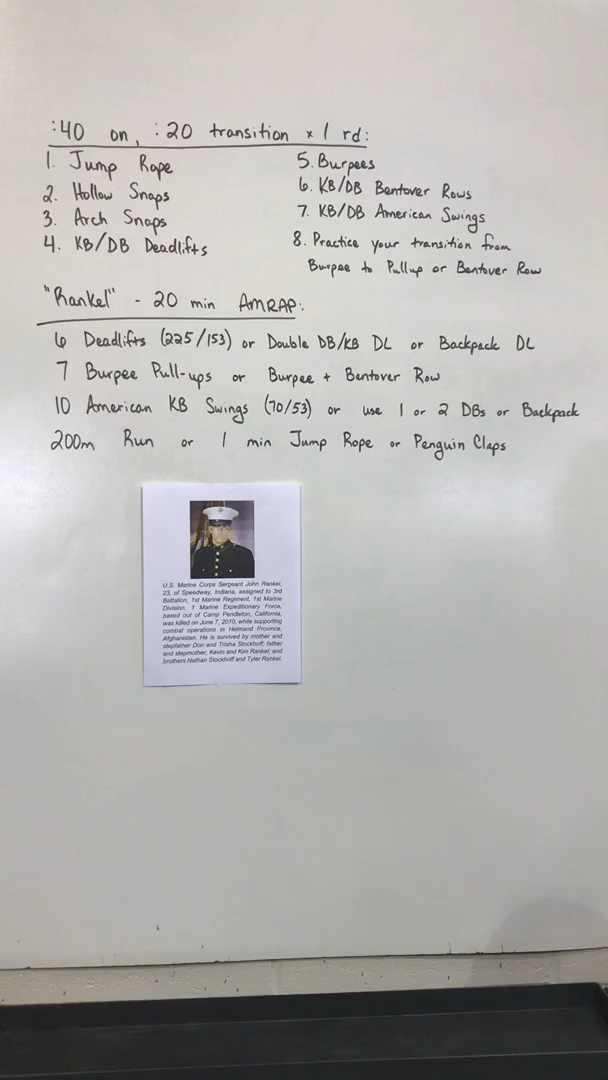 :40 on, :20 transition x 1 rd:
1. Jump Rope
2. Hollow Snaps
3. Arch Snaps
4. KB/DB Deadlifts
5. Burpees
6. KB/DB Bentover Rows
7. KB/DB American Swings
8. Practice your transition from
Burpee to Pullup or Bentover Row
"Rankel" - 20 min AMRAP:
6 Deadlifts (225/153) or Double DB/KB DL or Backpack DL
7 Burpee Pull-ups or Burpee + Bentover Row
10 American KB Swings (70/53) or use 1 or 2 DBs or Backpack
200m Run or 1 min Jump Rope or Penguin Claps
U.S. Marine Corps Sergeant John Rankel,
23, of Speedway, Indiana, assigned to 3rd
Battalion, 1st Marine Regiment, 1st Marine
Division, 1 Marine Expeditionary Force,
based out of Camp Pendleton, California,
was killed on June 7, 2010, while supporting
combat operations in Helmand Province,
Afghanistan. He is survived by mother and
stepfather Don and Trisha Stockhoff; father
and stepmother, Kevin and Kim Rankel; and
brothers Nathan Stockhoff and Tyler Rankel.